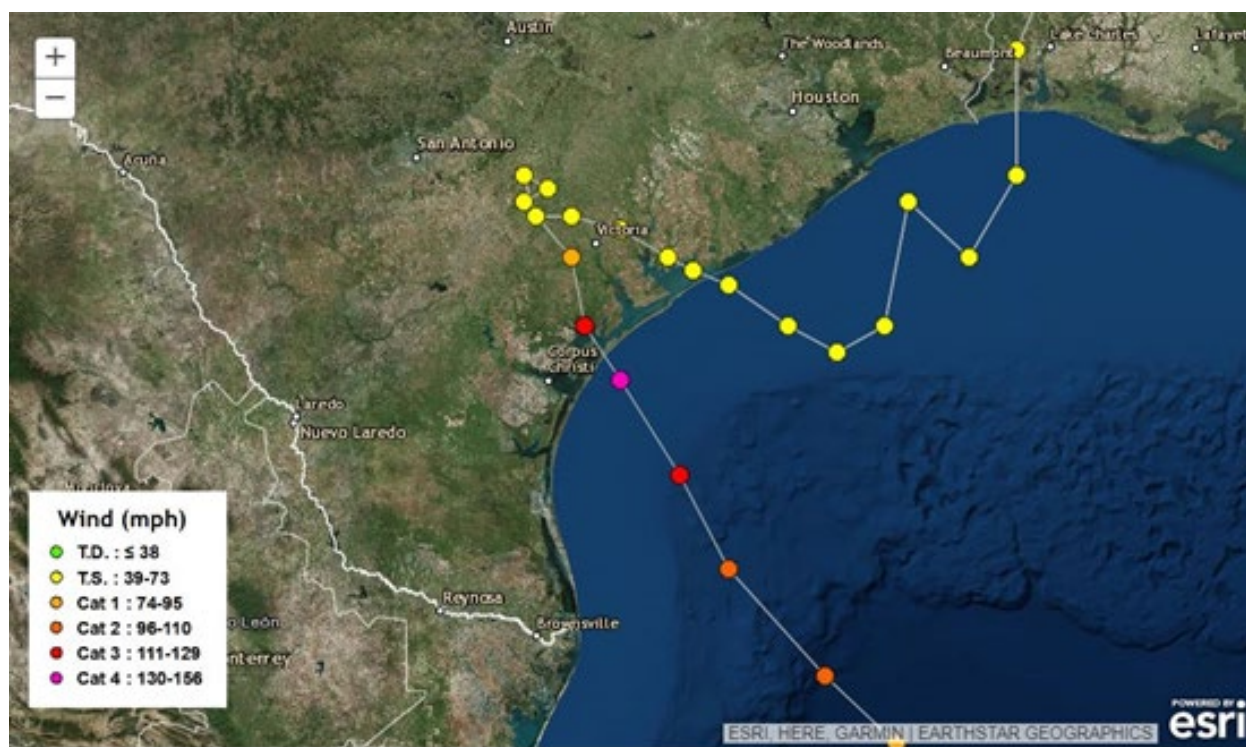 +
−
Austin
The Woodlands
Beaumont
Lake Charles
Lafayet
Houston
San Antonio
Acuña
Victoria
Corpus
Christi
Laredo
Nuevo Laredo
Wind (mph)
T.D. : ≤ 38
T.S. : 39-73
Cat 1 : 74-95
Cat 2 : 96-110
Cat 3 : 111-129
Cat 4 : 130-156
Reynosa
Brownsville
o León
onterrey
ESRI, HERE, GARMIN | EARTHSTAR GEOGRAPHICS
POWERED BY
esri